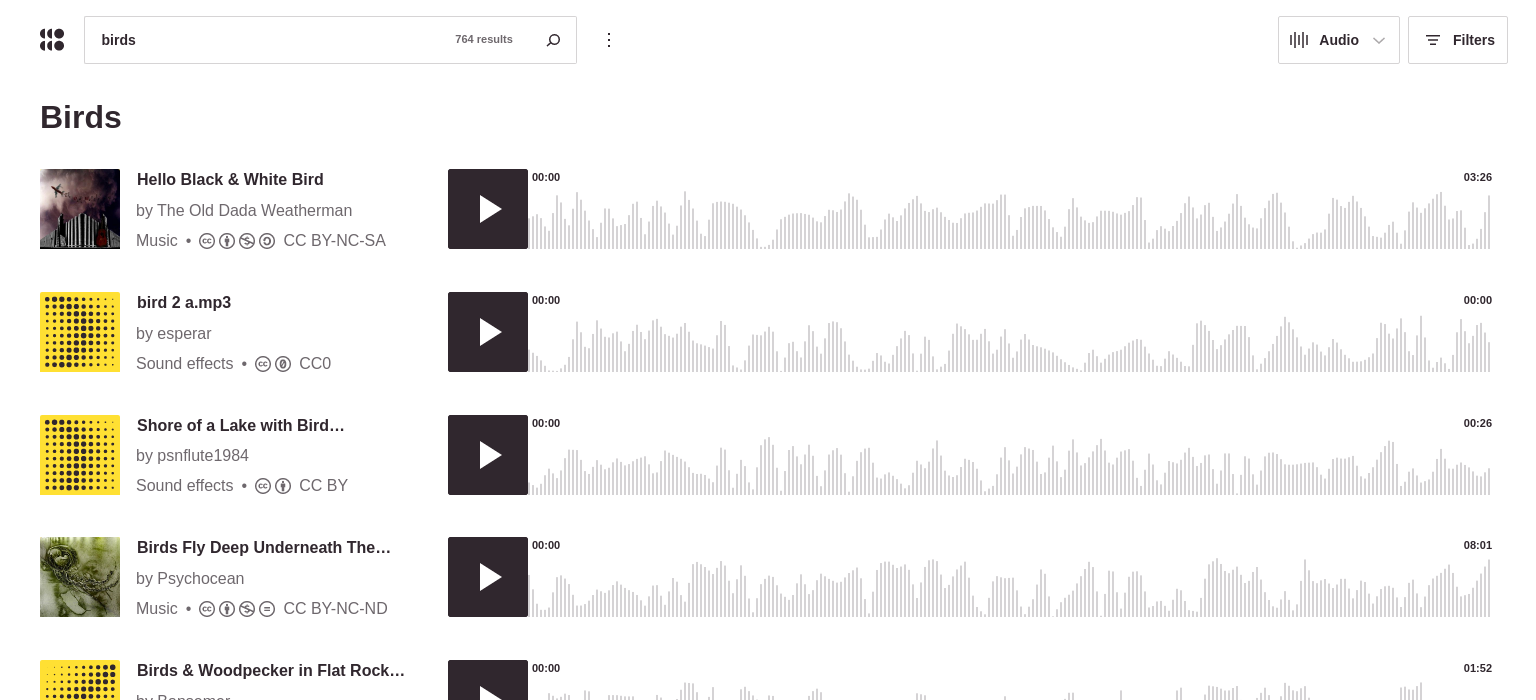 birds 764 results Audio Filters
Birds
Hello Black & White Bird
by The Old Dada Weatherman
Music • CC BY-NC-SA
00:00 03:26
bird 2 a.mp3
by esperar
Sound effects • CC0
00:00 00:00
Shore of a Lake with Bird…
by psnflute1984
Sound effects • CC BY
00:00 00:26
Birds Fly Deep Underneath The…
by Psychocean
Music • CC BY-NC-ND
00:00 08:01
Birds & Woodpecker in Flat Rock…
00:00 01:52